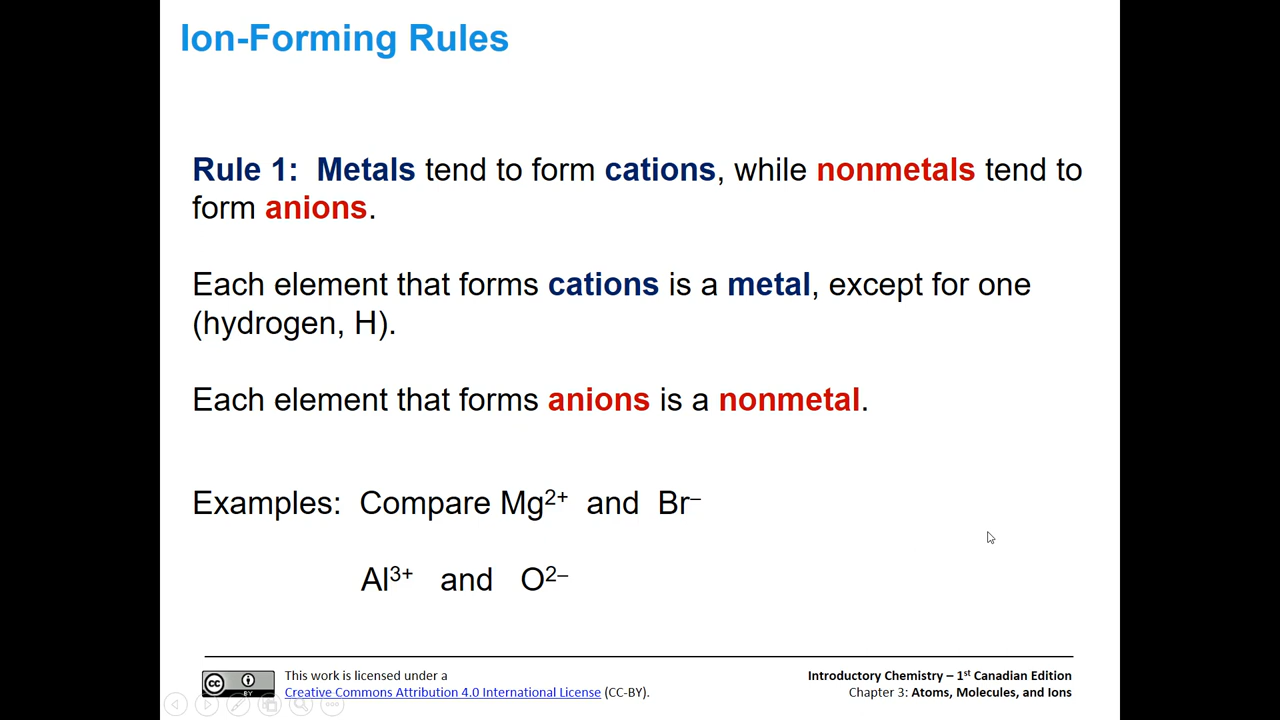 Ion-Forming Rules
Rule 1: Metals tend to form cations, while nonmetals tend to
form anions.
Each element that forms cations is a metal, except for one
(hydrogen, H).
Each element that forms anions is a nonmetal.
Examples: Compare Mg²⁺ and Br⁻
Al³⁺ and O²⁻
This work is licensed under a
Creative Commons Attribution 4.0 International License (CC-BY).
cc BY
Introductory Chemistry – 1ˢᵗ Canadian Edition
Chapter 3: Atoms, Molecules, and Ions